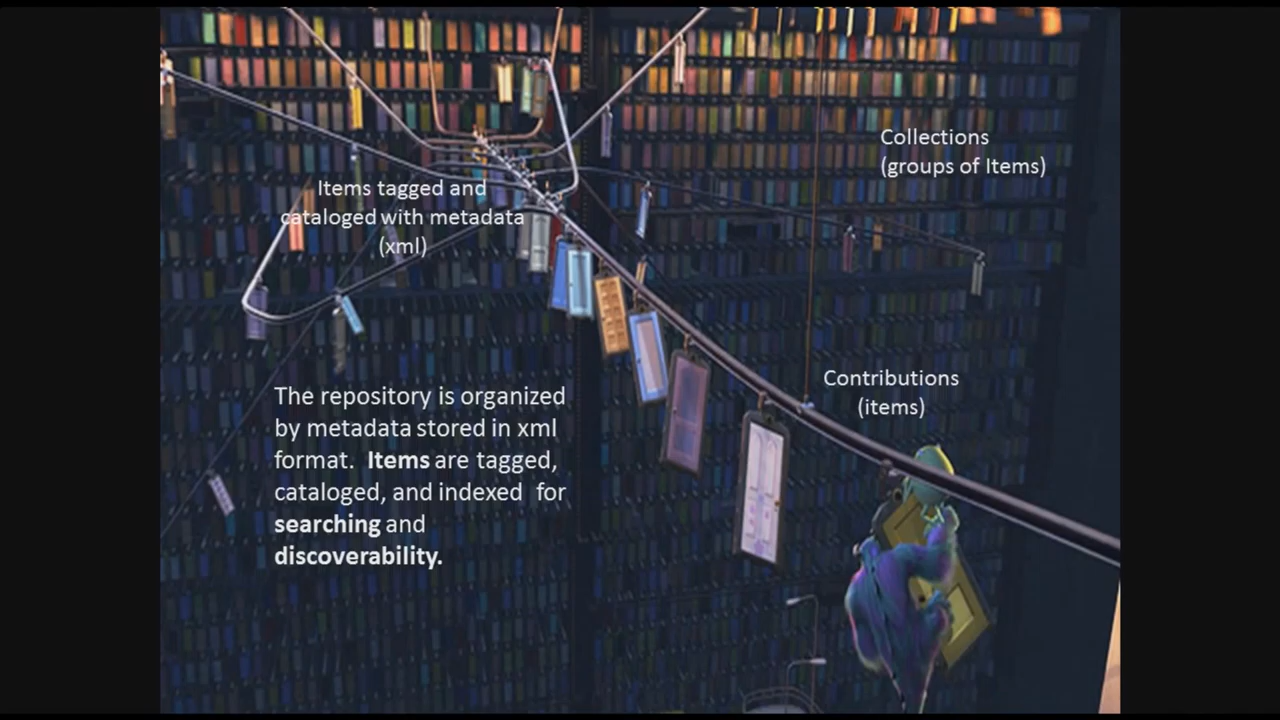 Collections
(groups of Items)
Items tagged and
cataloged with metadata
(xml)
Contributions
(items)
The repository is organized
by metadata stored in xml
format.  Items are tagged,
cataloged, and indexed  for
searching and
discoverability.